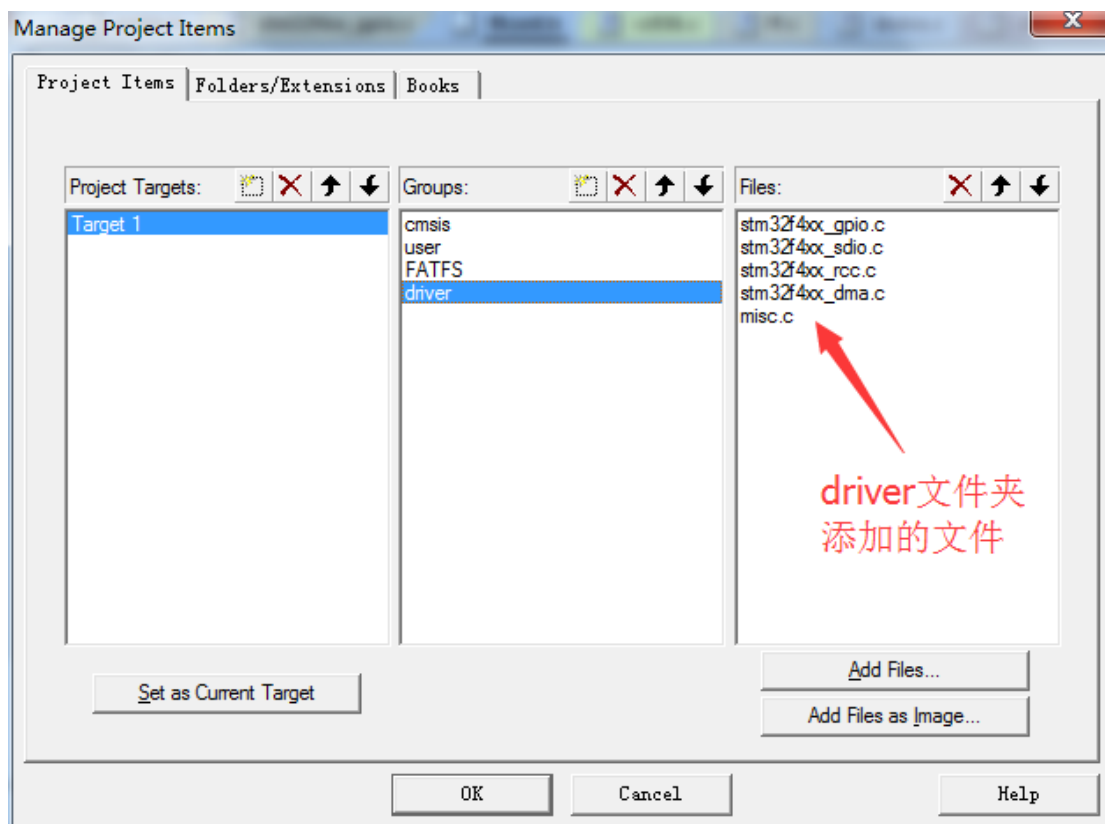 Manage Project Items
Project Items Folders/Extensions Books
Project Targets: Groups: Files:
Target 1
cmsis
user
FATFS
driver
stm32f4xx_gpio.c
stm32f4xx_sdio.c
stm32f4xx_rcc.c
stm32f4xx_dma.c
misc.c
driver文件夹
添加的文件
Set as Current Target
Add Files...
Add Files as Image...
OK Cancel Help